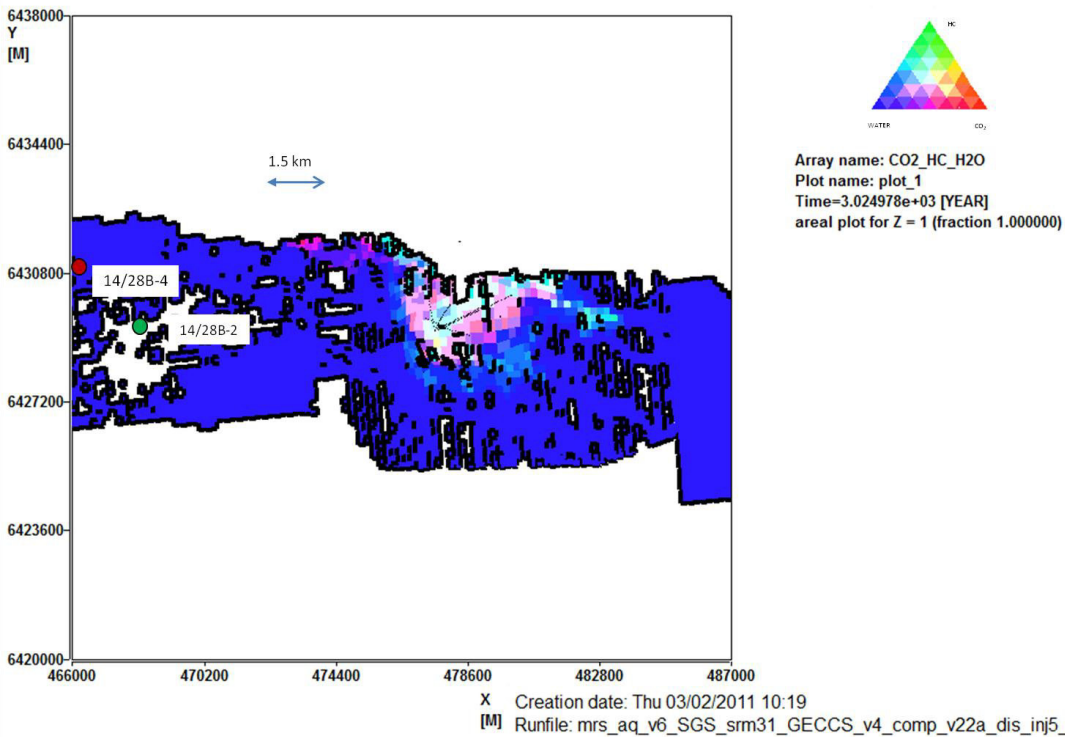 6438000
Y
[M]
6434400
6430800
6427200
6423600
6420000
466000 470200 474400 478600 482800 487000
1.5 km
14/28B-4
14/28B-2
HC
WATER CO₂
Array name: CO2_HC_H2O
Plot name: plot_1
Time=3.024978e+03 [YEAR]
areal plot for Z = 1 (fraction 1.000000)
X Creation date: Thu 03/02/2011 10:19
[M] Runfile: mrs_aq_v6_SGS_srm31_GECCS_v4_comp_v22a_dis_inj5_